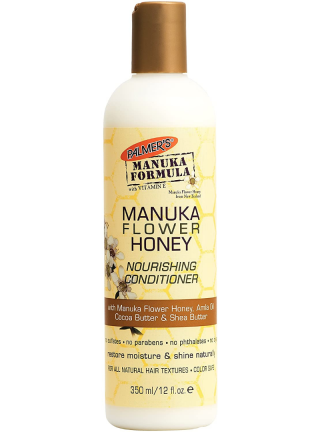 PALMER'S
MANUKA
FORMULA
with VITAMIN E
Manuka Flower Honey
from New Zealand
MANUKA
FLOWER
HONEY
NOURISHING
CONDITIONER
with Manuka Flower Honey, Amla Oil
Cocoa Butter & Shea Butter
sulfates • no parabens • no phthalates • no
restore moisture & shine naturally
FOR ALL NATURAL HAIR TEXTURES • COLOR SAFE
350 ml/12 fl.oz. e